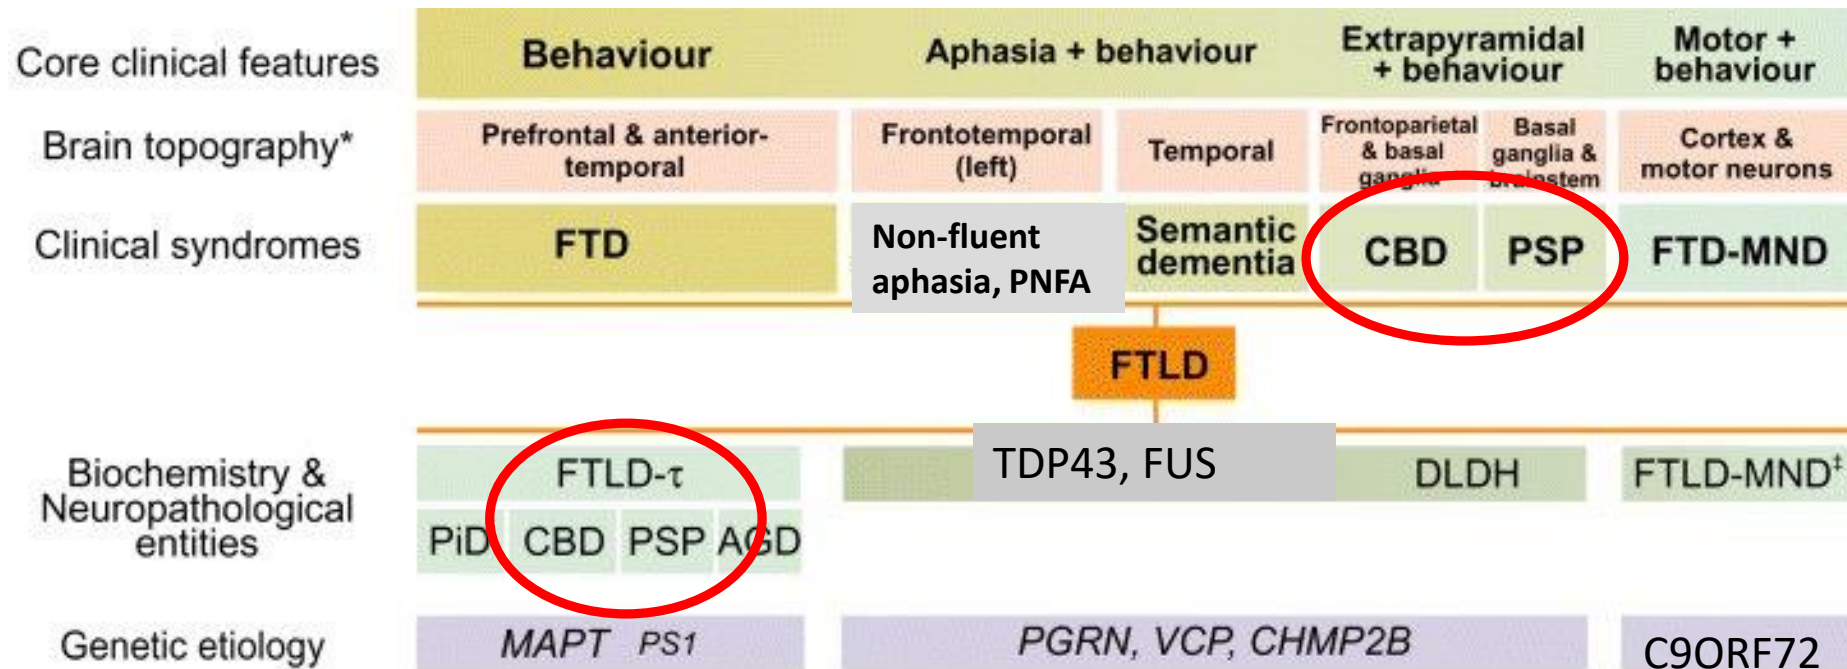 Core clinical features
Behaviour
Aphasia + behaviour
Extrapyramidal
+ behaviour
Motor +
behaviour
Brain topography*
Prefrontal & anterior-
temporal
Frontotemporal
(left)
Temporal
Frontoparietal
& basal
ganglia
Basal
ganglia &
brainstem
Cortex &
motor neurons
Clinical syndromes
FTD
Non-fluent
aphasia, PNFA
Semantic
dementia
CBD
PSP
FTD-MND
FTLD
Biochemistry &
Neuropathological
entities
FTLD-τ
TDP43, FUS
DLDH
FTLD-MND‡
PiD
CBD
PSP
AGD
Genetic etiology
MAPT PS1
PGRN, VCP, CHMP2B
C9ORF72